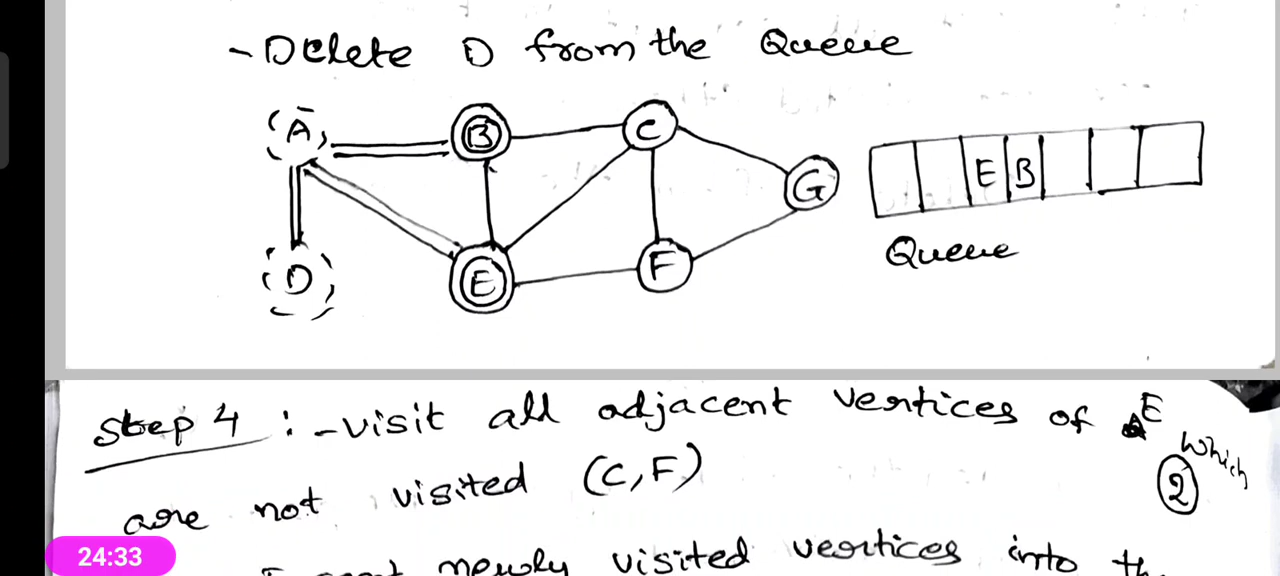 - Delete D from the Queue
A B C
E B
G
D E F
Queue
Step 4 : - visit all adjacent vertices of E which
are not visited (C, F)
2
newly visited vertices into the
24:33